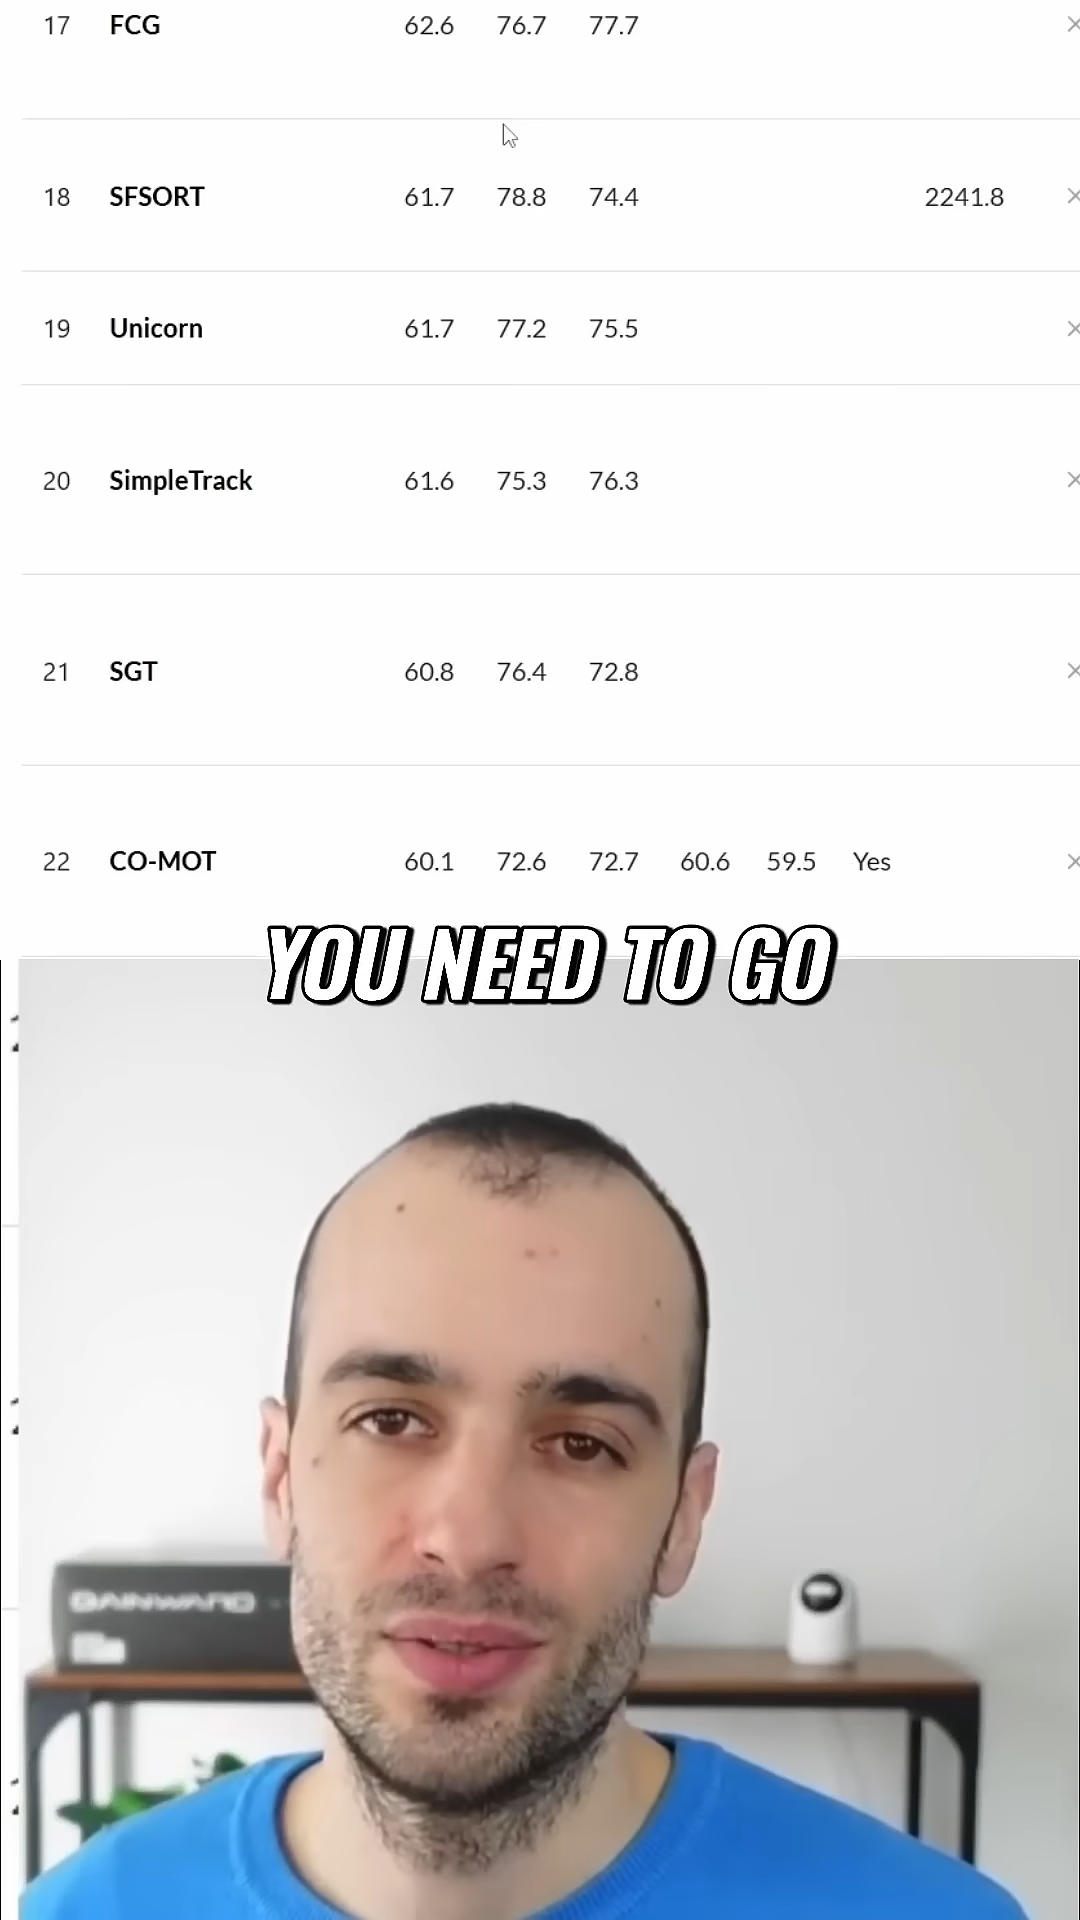 17 FCG 62.6 76.7 77.7 ×
18 SFSORT 61.7 78.8 74.4 2241.8 ×
19 Unicorn 61.7 77.2 75.5 ×
20 SimpleTrack 61.6 75.3 76.3 ×
21 SGT 60.8 76.4 72.8 ×
22 CO-MOT 60.1 72.6 72.7 60.6 59.5 Yes ×
YOU NEED TO GO
GAINWARD